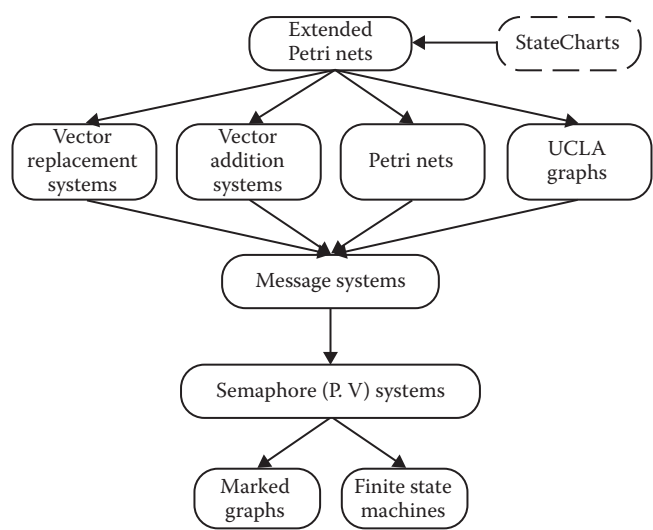 Extended
Petri nets
StateCharts
Vector
replacement
systems
Vector
addition
systems
Petri nets
UCLA
graphs
Message systems
Semaphore (P. V) systems
Marked
graphs
Finite state
machines